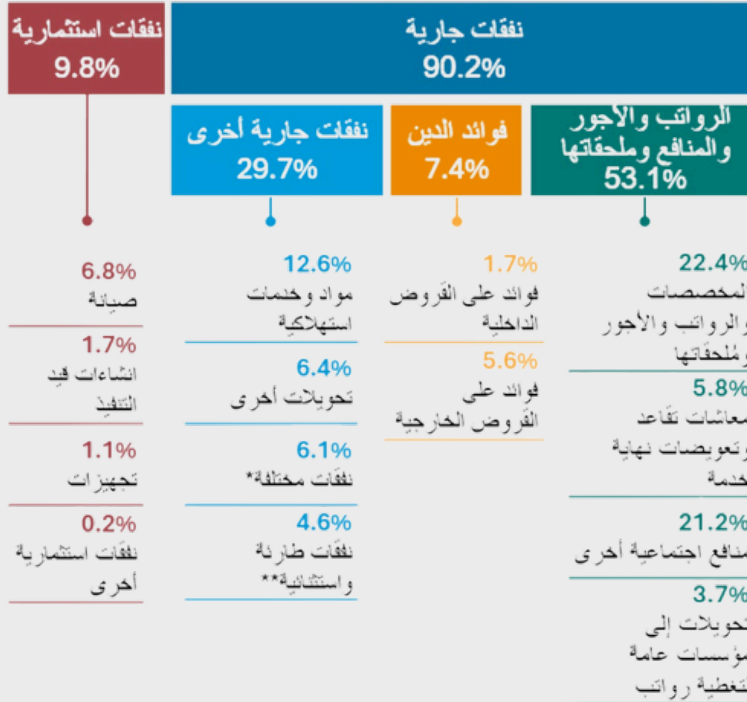 نفقات جارية
90.2%
نفقات استثمارية
9.8%
الرواتب والأجور
والمنافع وملحقاتها
53.1%
فوائد الدين
7.4%
نفقات جارية أخرى
29.7%
22.4%
المخصصات
والرواتب والأجور
ومُلحقاتها
5.8%
معاشات تقاعد
وتعويضات نهاية
خدمة
21.2%
منافع اجتماعية أخرى
3.7%
تحويلات إلى
مؤسسات عامة
لتغطية رواتب
1.7%
فوائد على القروض
الداخلية
5.6%
فوائد على
القروض الخارجية
12.6%
مواد وخدمات
استهلاكية
6.4%
تحويلات أخرى
6.1%
نفقات مختلفة*
4.6%
نفقات طارئة
واستثنائية**
6.8%
صيانة
1.7%
انشاءات قيد
التنفيذ
1.1%
تجهيزات
0.2%
نفقات استثمارية
أخرى